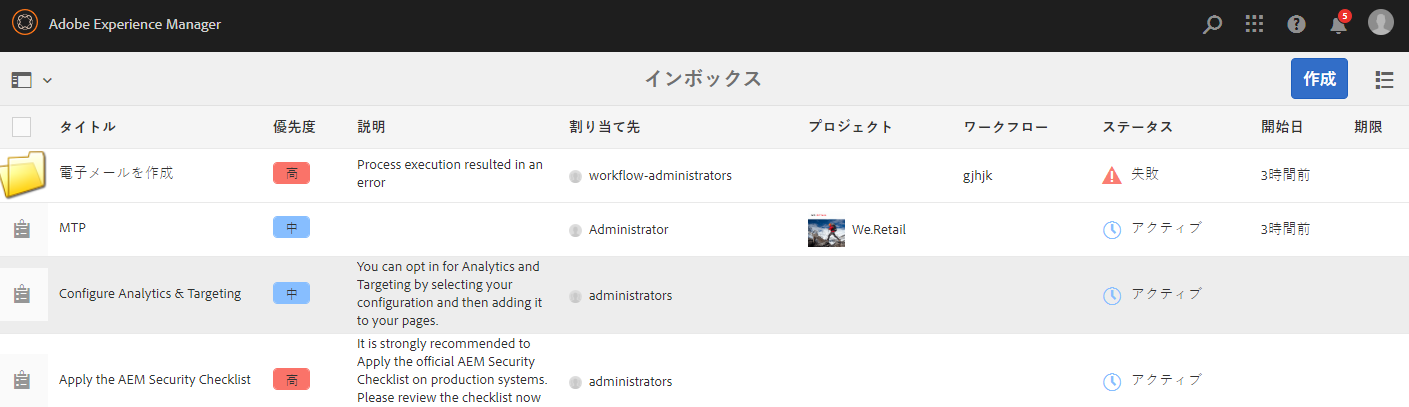 Adobe Experience Manager
5
インボックス
作成
タイトル 優先度 説明 割り当て先 プロジェクト ワークフロー ステータス 開始日 期限
電子メールを作成 高 Process execution resulted in an
error
workflow-administrators gjhjk 失敗 3時間前
MTP 中 Administrator We.Retail アクティブ 3時間前
You can opt in for Analytics and
Targeting by selecting your
Configure Analytics & Targeting 中 configuration and then adding it administrators アクティブ
to your pages.
It is strongly recommended to
Apply the official AEM Security
Apply the AEM Security Checklist 高 Checklist on production systems. administrators アクティブ
Please review the checklist now